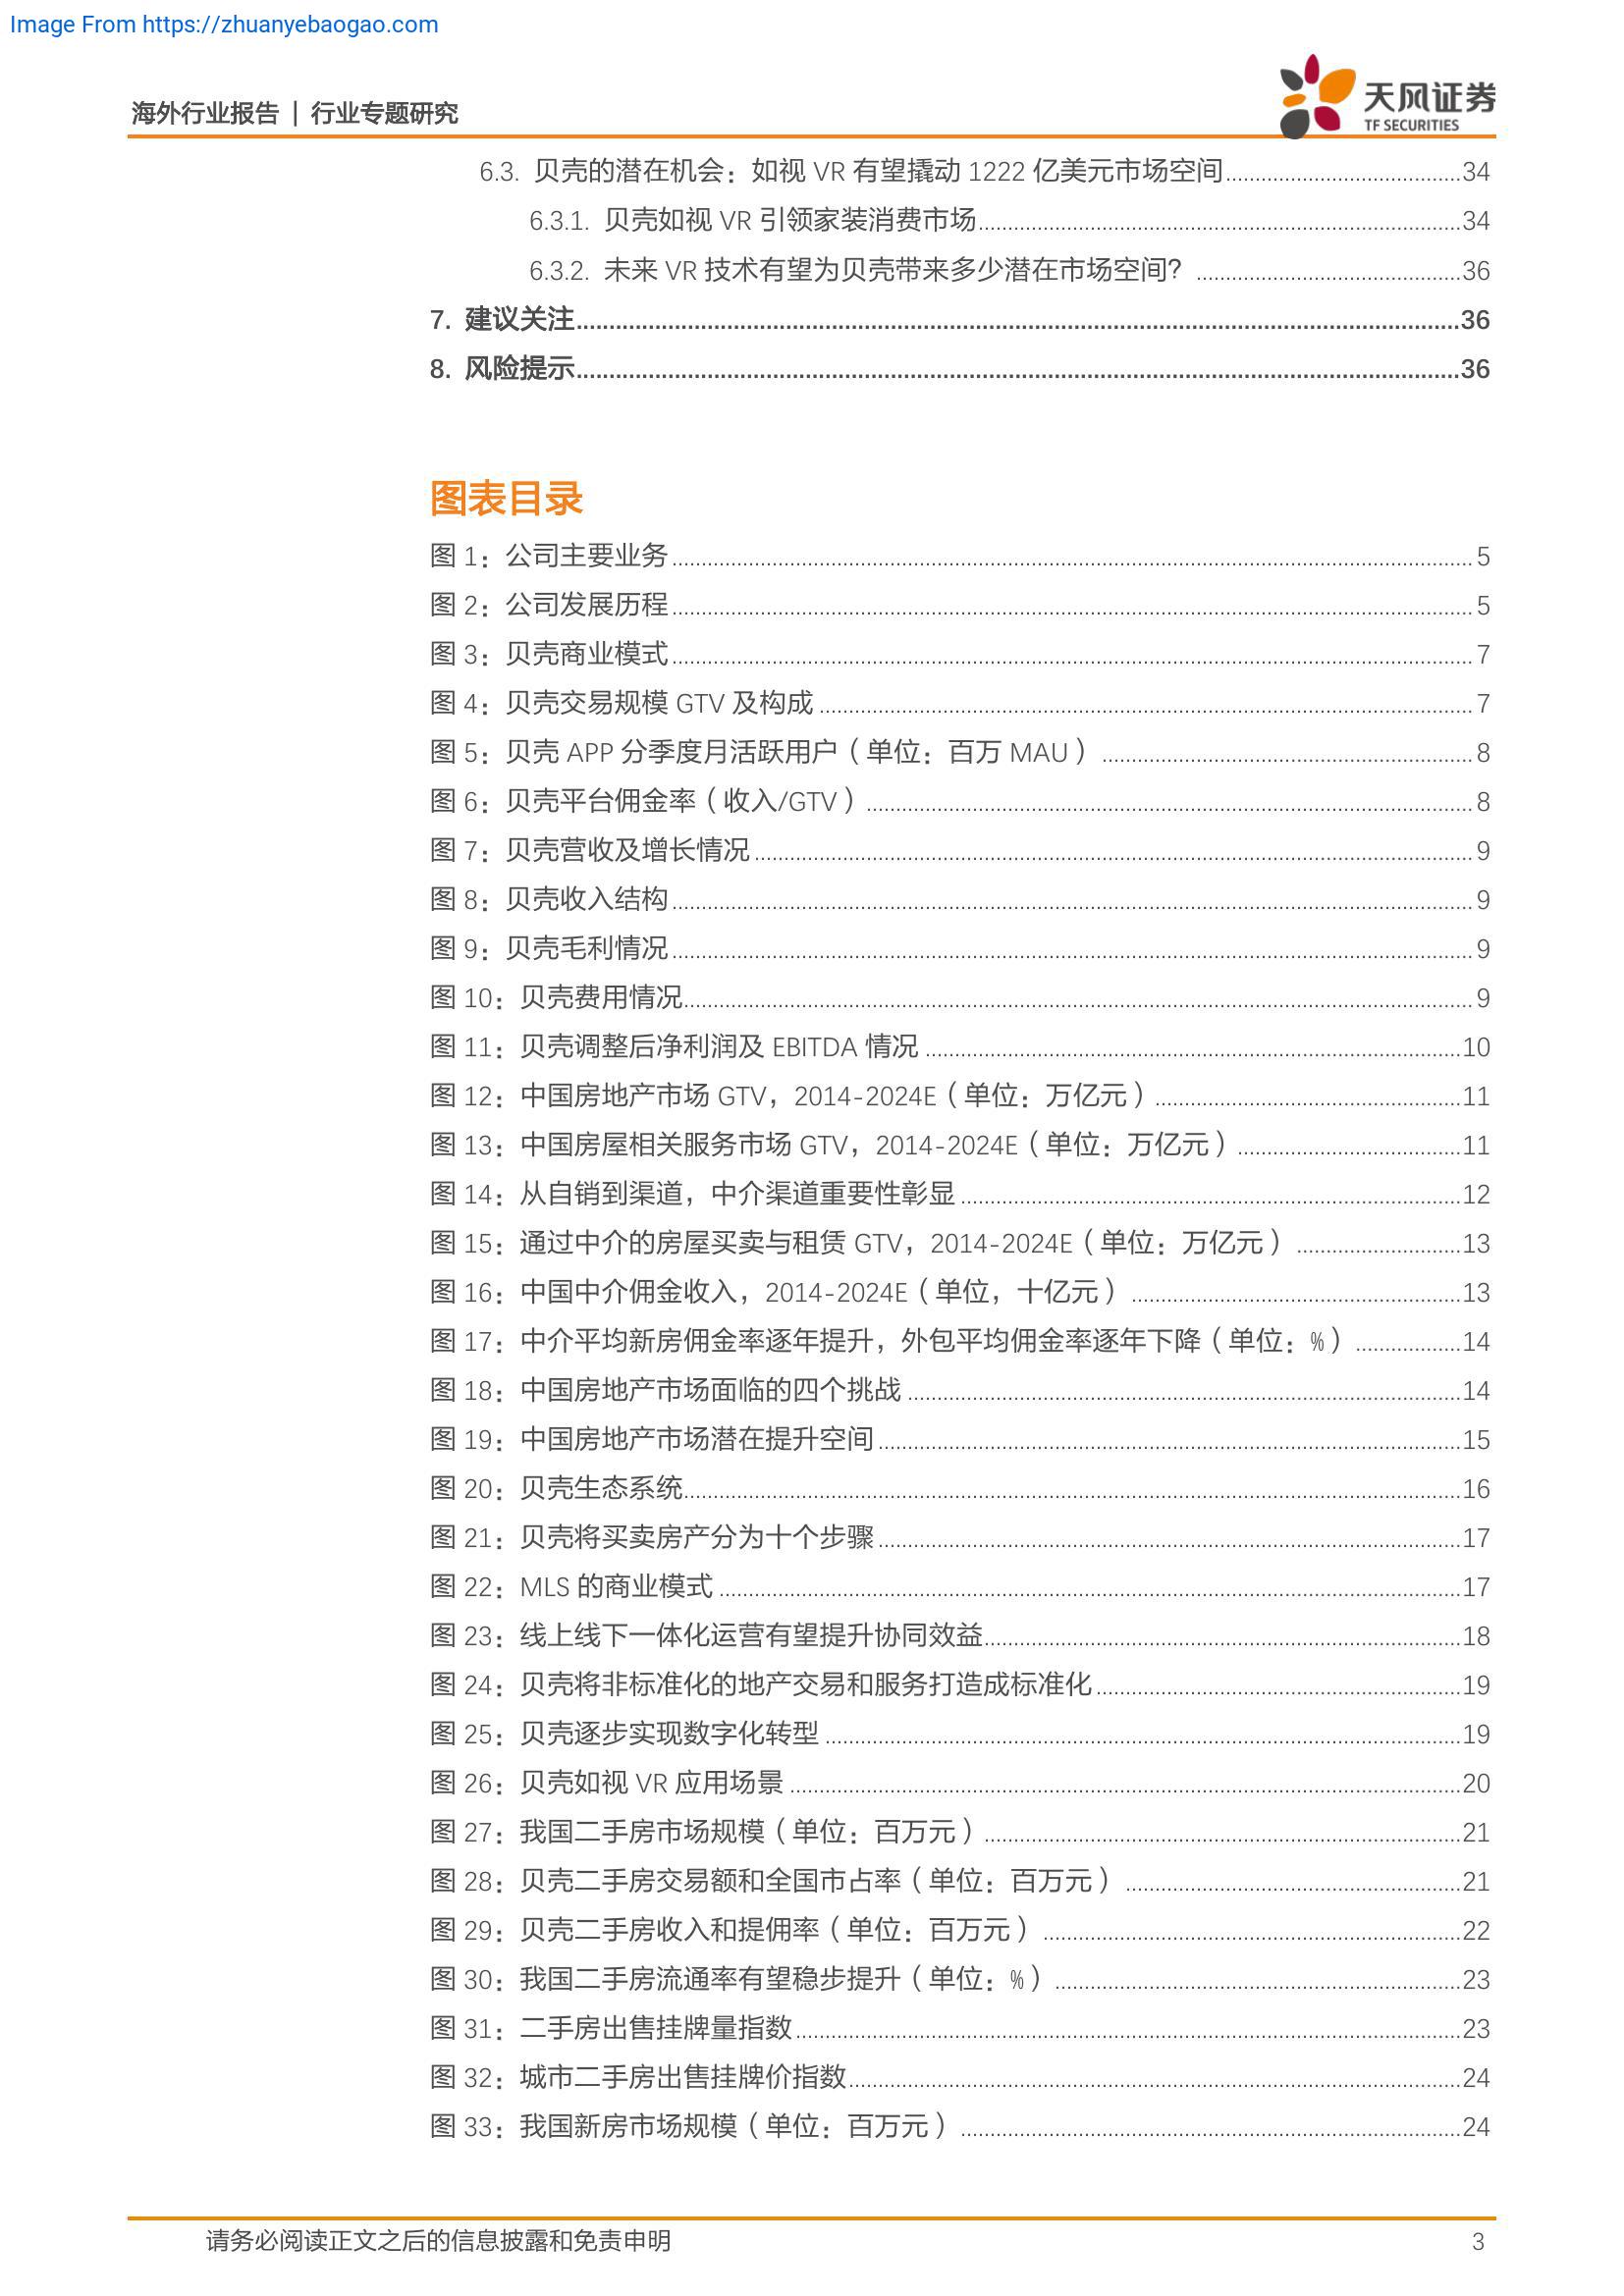 Image From https://zhuanyebaogao.com
海外行业报告 | 行业专题研究
天风证券
TF SECURITIES
6.3. 贝壳的潜在机会：如视 VR 有望撬动 1222 亿美元市场空间 34
6.3.1. 贝壳如视 VR 引领家装消费市场 34
6.3.2. 未来 VR 技术有望为贝壳带来多少潜在市场空间？ 36
7. 建议关注 36
8. 风险提示 36
图表目录
图 1：公司主要业务 5
图 2：公司发展历程 5
图 3：贝壳商业模式 7
图 4：贝壳交易规模 GTV 及构成 7
图 5：贝壳 APP 分季度月活跃用户（单位：百万 MAU） 8
图 6：贝壳平台佣金率（收入/GTV） 8
图 7：贝壳营收及增长情况 9
图 8：贝壳收入结构 9
图 9：贝壳毛利情况 9
图 10：贝壳费用情况 9
图 11：贝壳调整后净利润及 EBITDA 情况 10
图 12：中国房地产市场 GTV，2014-2024E（单位：万亿元） 11
图 13：中国房屋相关服务市场 GTV，2014-2024E（单位：万亿元） 11
图 14：从自销到渠道，中介渠道重要性彰显 12
图 15：通过中介的房屋买卖与租赁 GTV，2014-2024E（单位：万亿元） 13
图 16：中国中介佣金收入，2014-2024E（单位，十亿元） 13
图 17：中介平均新房佣金率逐年提升，外包平均佣金率逐年下降（单位：%） 14
图 18：中国房地产市场面临的四个挑战 14
图 19：中国房地产市场潜在提升空间 15
图 20：贝壳生态系统 16
图 21：贝壳将买卖房产分为十个步骤 17
图 22：MLS 的商业模式 17
图 23：线上线下一体化运营有望提升协同效益 18
图 24：贝壳将非标准化的地产交易和服务打造成标准化 19
图 25：贝壳逐步实现数字化转型 19
图 26：贝壳如视 VR 应用场景 20
图 27：我国二手房市场规模（单位：百万元） 21
图 28：贝壳二手房交易额和全国市占率（单位：百万元） 21
图 29：贝壳二手房收入和提佣率（单位：百万元） 22
图 30：我国二手房流通率有望稳步提升（单位：%） 23
图 31：二手房出售挂牌量指数 23
图 32：城市二手房出售挂牌价指数 24
图 33：我国新房市场规模（单位：百万元） 24
请务必阅读正文之后的信息披露和免责申明 3